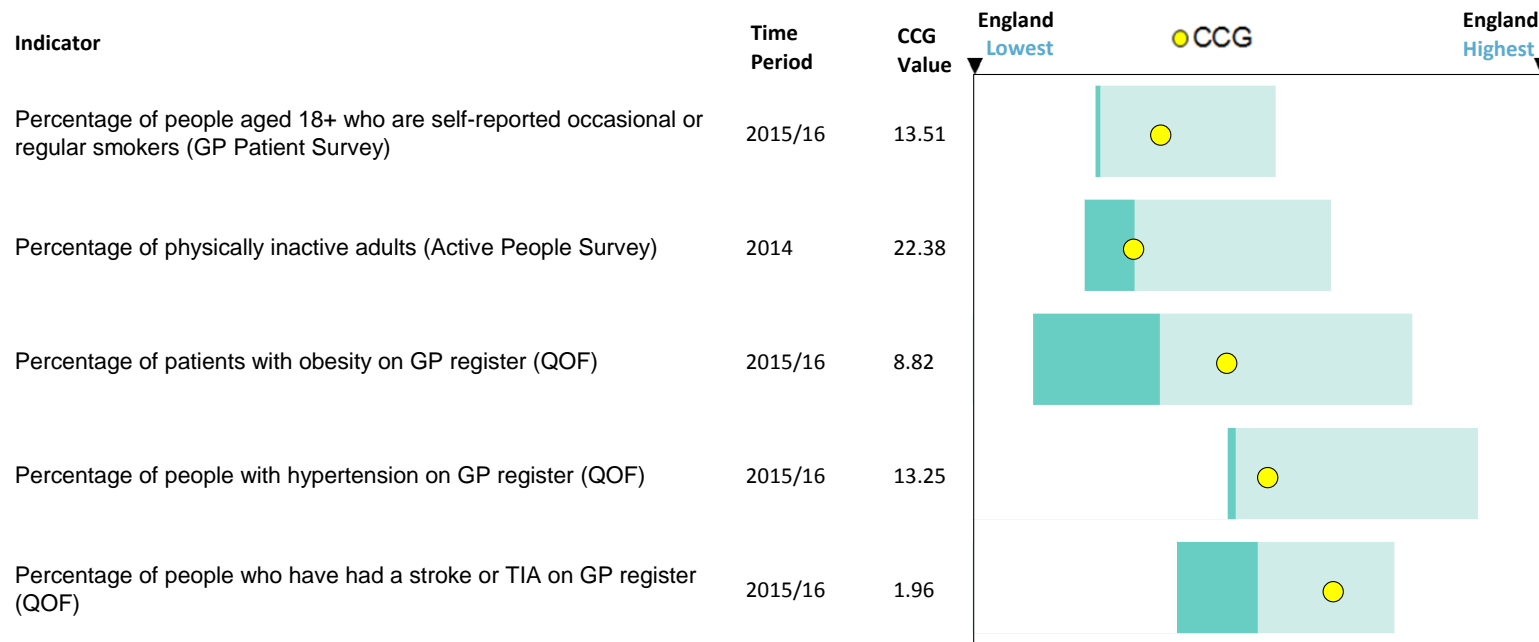 Indicator
Time
Period
CCG
Value
England
Lowest
CCG
England
Highest
Percentage of people aged 18+ who are self-reported occasional or
regular smokers (GP Patient Survey)
2015/16
13.51
Percentage of physically inactive adults (Active People Survey)
2014
22.38
Percentage of patients with obesity on GP register (QOF)
2015/16
8.82
Percentage of people with hypertension on GP register (QOF)
2015/16
13.25
Percentage of people who have had a stroke or TIA on GP register
(QOF)
2015/16
1.96